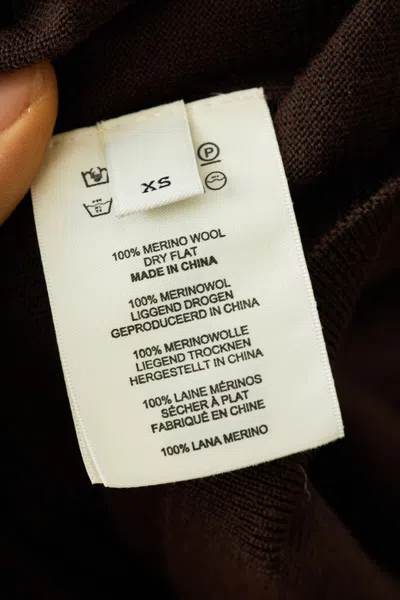 P
XS
100% MERINO WOOL
DRY FLAT
MADE IN CHINA
100% MERINOWOL
LIGGEND DROGEN
GEPRODUCEERD IN CHINA
100% MERINOWOLLE
LIEGEND TROCKNEN
HERGESTELLT IN CHINA
100% LAINE MÉRINOS
SÉCHER À PLAT
FABRIQUÉ EN CHINE
100% LANA MERINO